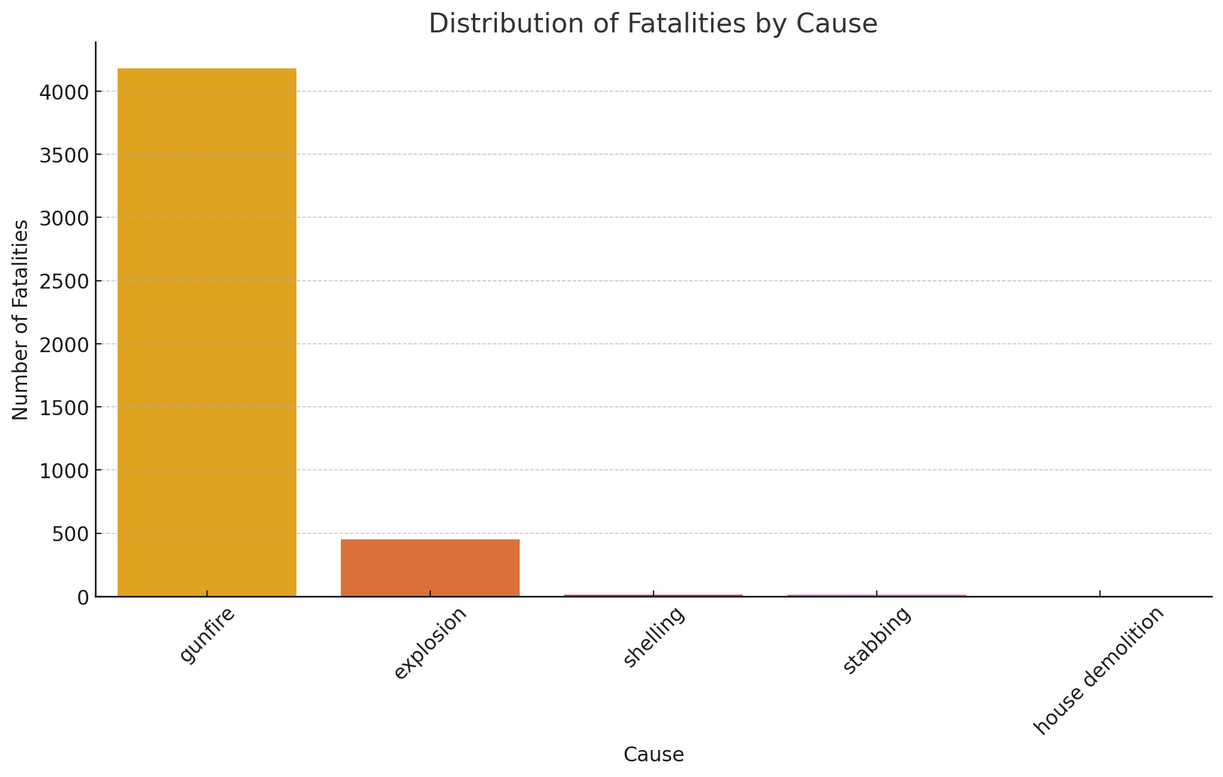 Distribution of Fatalities by Cause
Number of Fatalities
4000
3500
3000
2500
2000
1500
1000
500
0
gunfire
explosion
shelling
stabbing
house demolition
Cause